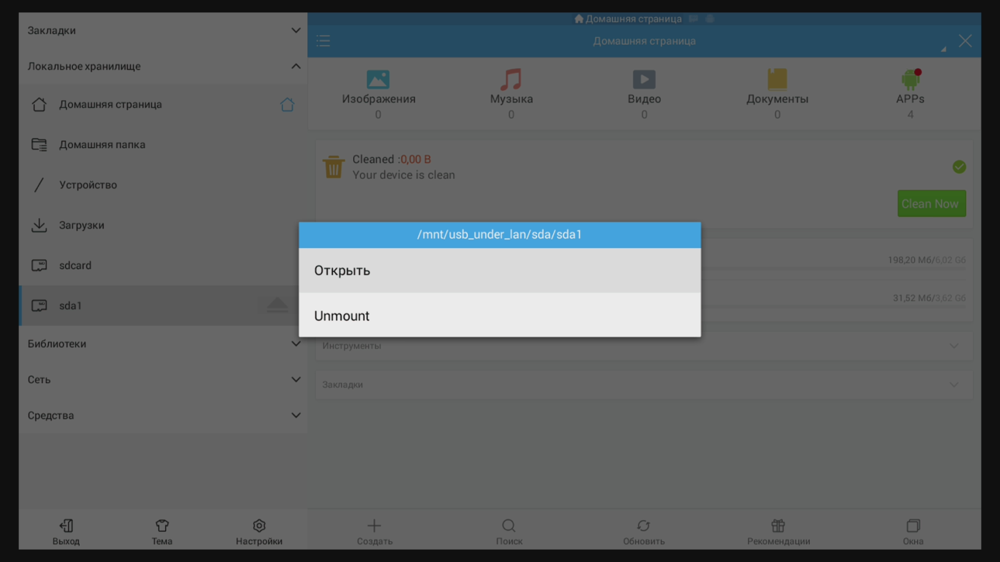 Закладки
Локальное хранилище
Домашняя страница
Домашняя папка
Устройство
Загрузки
sdcard
sda1
Библиотеки
Сеть
Средства
Выход
Тема
Настройки
Домашняя страница
Домашняя страница
Изображения
0
Музыка
0
Видео
0
Документы
0
APPs
4
Cleaned :0,00 B
Your device is clean
Clean Now
/mnt/usb_under_lan/sda/sda1
Открыть
Unmount
198,20 Мб/6,02 Gб
31,52 Мб/3,62 Gб
Инструменты
Закладки
Создать
Поиск
Обновить
Рекомендации
Окна